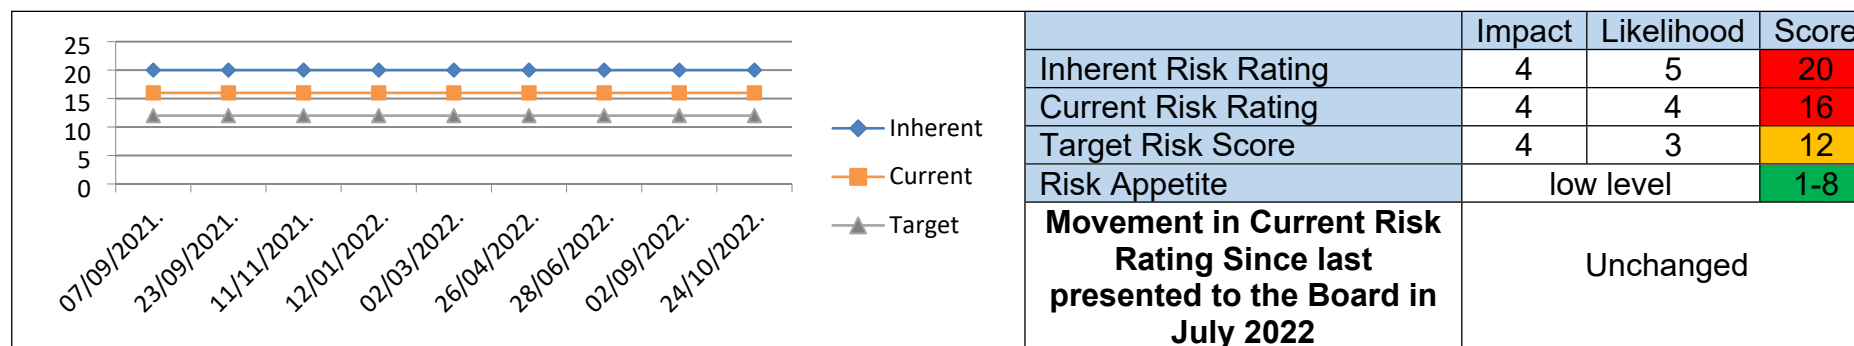 25
20
15
10
5
0
07/09/2021.
23/09/2021.
11/11/2021.
12/01/2022.
02/03/2022.
26/04/2022.
28/06/2022.
02/09/2022.
24/10/2022.
Inherent
Current
Target
Impact Likelihood Score
Inherent Risk Rating 4 5 20
Current Risk Rating 4 4 16
Target Risk Score 4 3 12
Risk Appetite low level 1-8
Movement in Current Risk
Rating Since last
presented to the Board in
July 2022
Unchanged